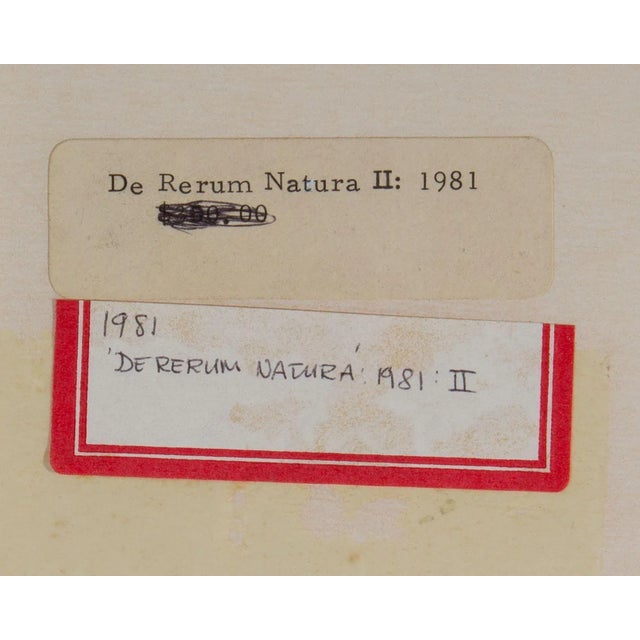 De Rerum Natura II: 1981
1981
'DE RERUM NATURA': 1981: II